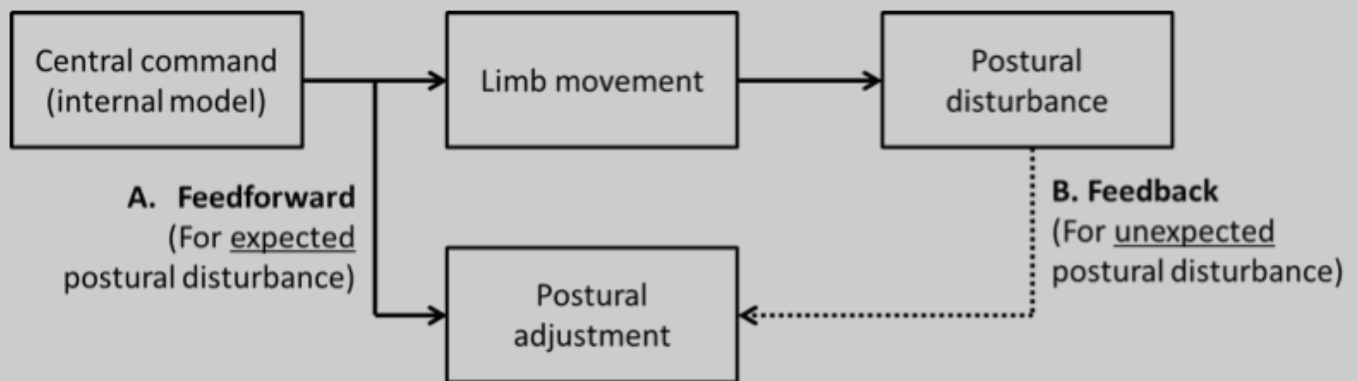 Central command
(internal model)
Limb movement
Postural
disturbance
A. Feedforward
(For expected
postural disturbance)
B. Feedback
(For unexpected
postural disturbance)
Postural
adjustment